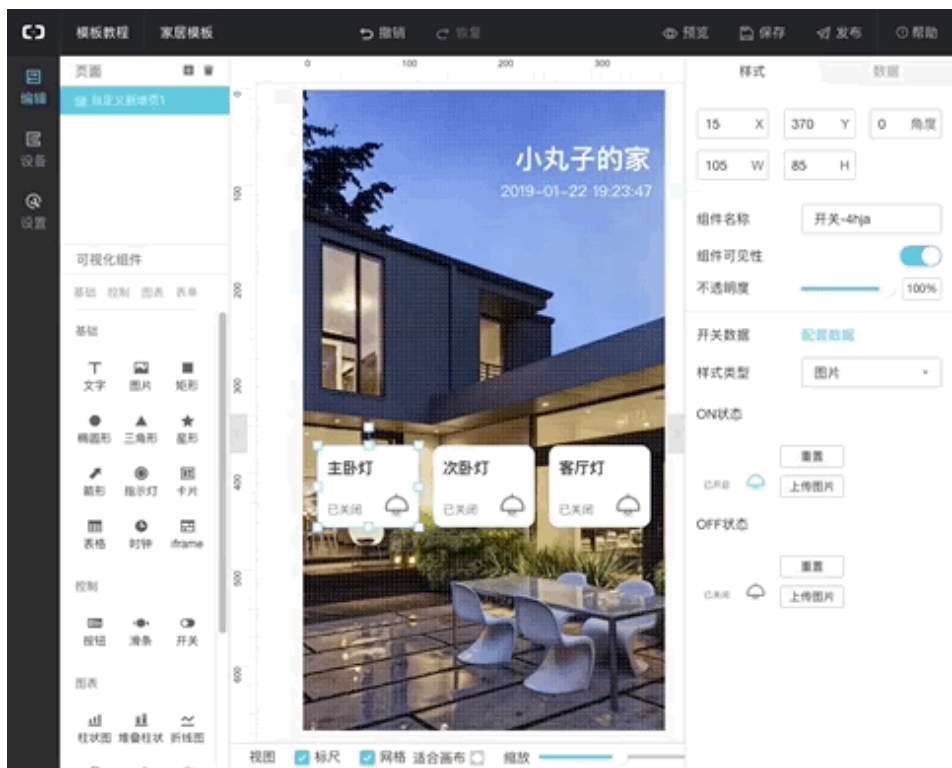 模板教程 家居模板 撤销 恢复 预览 保存 发布 帮助
编辑
设备
设置
页面
自定义新增页1
可视化组件
基础 控制 图表 表单
基础
文字 图片 矩形
椭圆形 三角形 星形
箭形 指示灯 卡片
表格 时钟 iframe
控制
按钮 滑条 开关
图表
柱状图 堆叠柱状 折线图
0 100 200 300
0
100
200
300
400
500
600
小丸子的家
2019-01-22 19:23:47
主卧灯 次卧灯 客厅灯
已关闭 已关闭 已关闭
视图 标尺 网格 适合画布 缩放
样式 数据
15 X 370 Y 0 角度
105 W 85 H
组件名称 开关-4hja
组件可见性
不透明度 100%
开关数据 配置数据
样式类型 图片
ON状态
重置
已开启 上传图片
OFF状态
重置
已关闭 上传图片